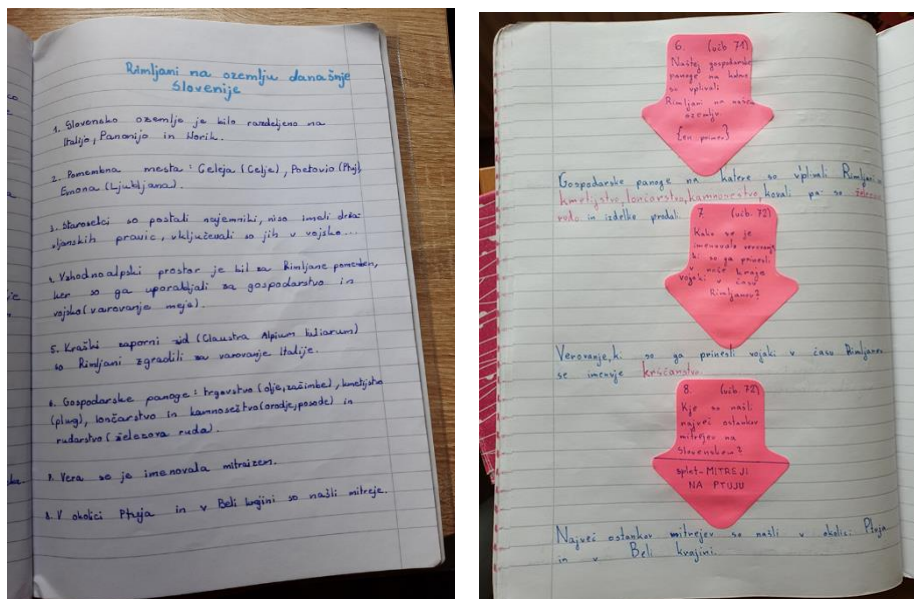 Rimljani na ozemlju današnje
Slovenije
1. Slovensko ozemlje je bilo razdeljeno na
Italijo, Panonijo in Norik.
2. Pomembna mesta: Celeja (Celje), Poetovio (Ptuj),
Emona (Ljubljana).
3. Staroselci so postali najemniki, niso imeli držav-
ljanskih pravic, vključevali so jih v vojsko...
4. Vzhodnoalpski prostor je bil za Rimljane pomemben,
ker so ga uporabljali za gospodarstvo in
vojsko (varovanje meje).
5. Kraški zaporni zid (Claustra Alpium Iuliarum)
so Rimljani zgradili za varovanje Italije.
6. Gospodarske panoge: trgovstvo (olje, začimbe), kmetijstvo
(plug), lončarstvo in kamnoseštvo (orodje, posode) in
rudarstvo (železova ruda).
7. Vera se je imenovala mitraizem.
8. V okolici Ptuja in v Beli krajini so našli mitreje.
6. (učb. 71)
Naštej gospodarske
panoge na katere
so vplivali
Rimljani na našem
ozemlju
(en primer)
Gospodarske panoge na katere so vplivali Rimljani so
kmetijstvo, lončarstvo, kamnosestvo, kovali pa so železovo
rudo in izdelke prodali.
7. (učb. 72)
Kako se je
imenovalo verovanje
ki so ga prinesli
v naše kraje
vojaki v času
Rimljanov?
Verovanje, ki so ga prinesli vojaki v času Rimljanov
se imenuje krščanstvo.
8. (učb. 72)
Kje so našli
največ ostankov
mitrejev na
Slovenskem?
splet-MITREJI
NA PTUJU
Največ ostankov mitrejev so našli v okolici Ptuja
in v Beli krajini.